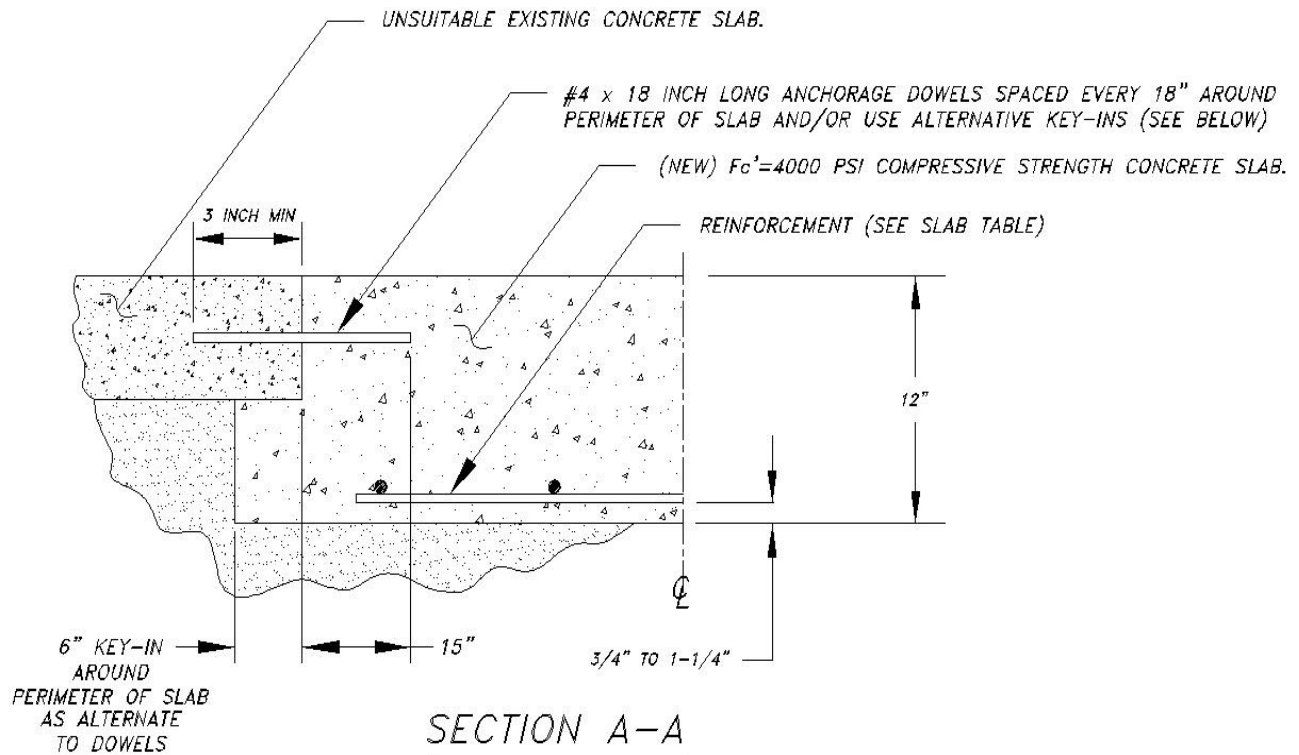 UNSUITABLE EXISTING CONCRETE SLAB.
#4 x 18 INCH LONG ANCHORAGE DOWELS SPACED EVERY 18" AROUND
PERIMETER OF SLAB AND/OR USE ALTERNATIVE KEY-INS (SEE BELOW)
(NEW) Fc'=4000 PSI COMPRESSIVE STRENGTH CONCRETE SLAB.
3 INCH MIN
REINFORCEMENT (SEE SLAB TABLE)
12"
℄
6" KEY-IN
AROUND
PERIMETER OF SLAB
AS ALTERNATE
TO DOWELS
15"
3/4" TO 1-1/4"
SECTION A-A